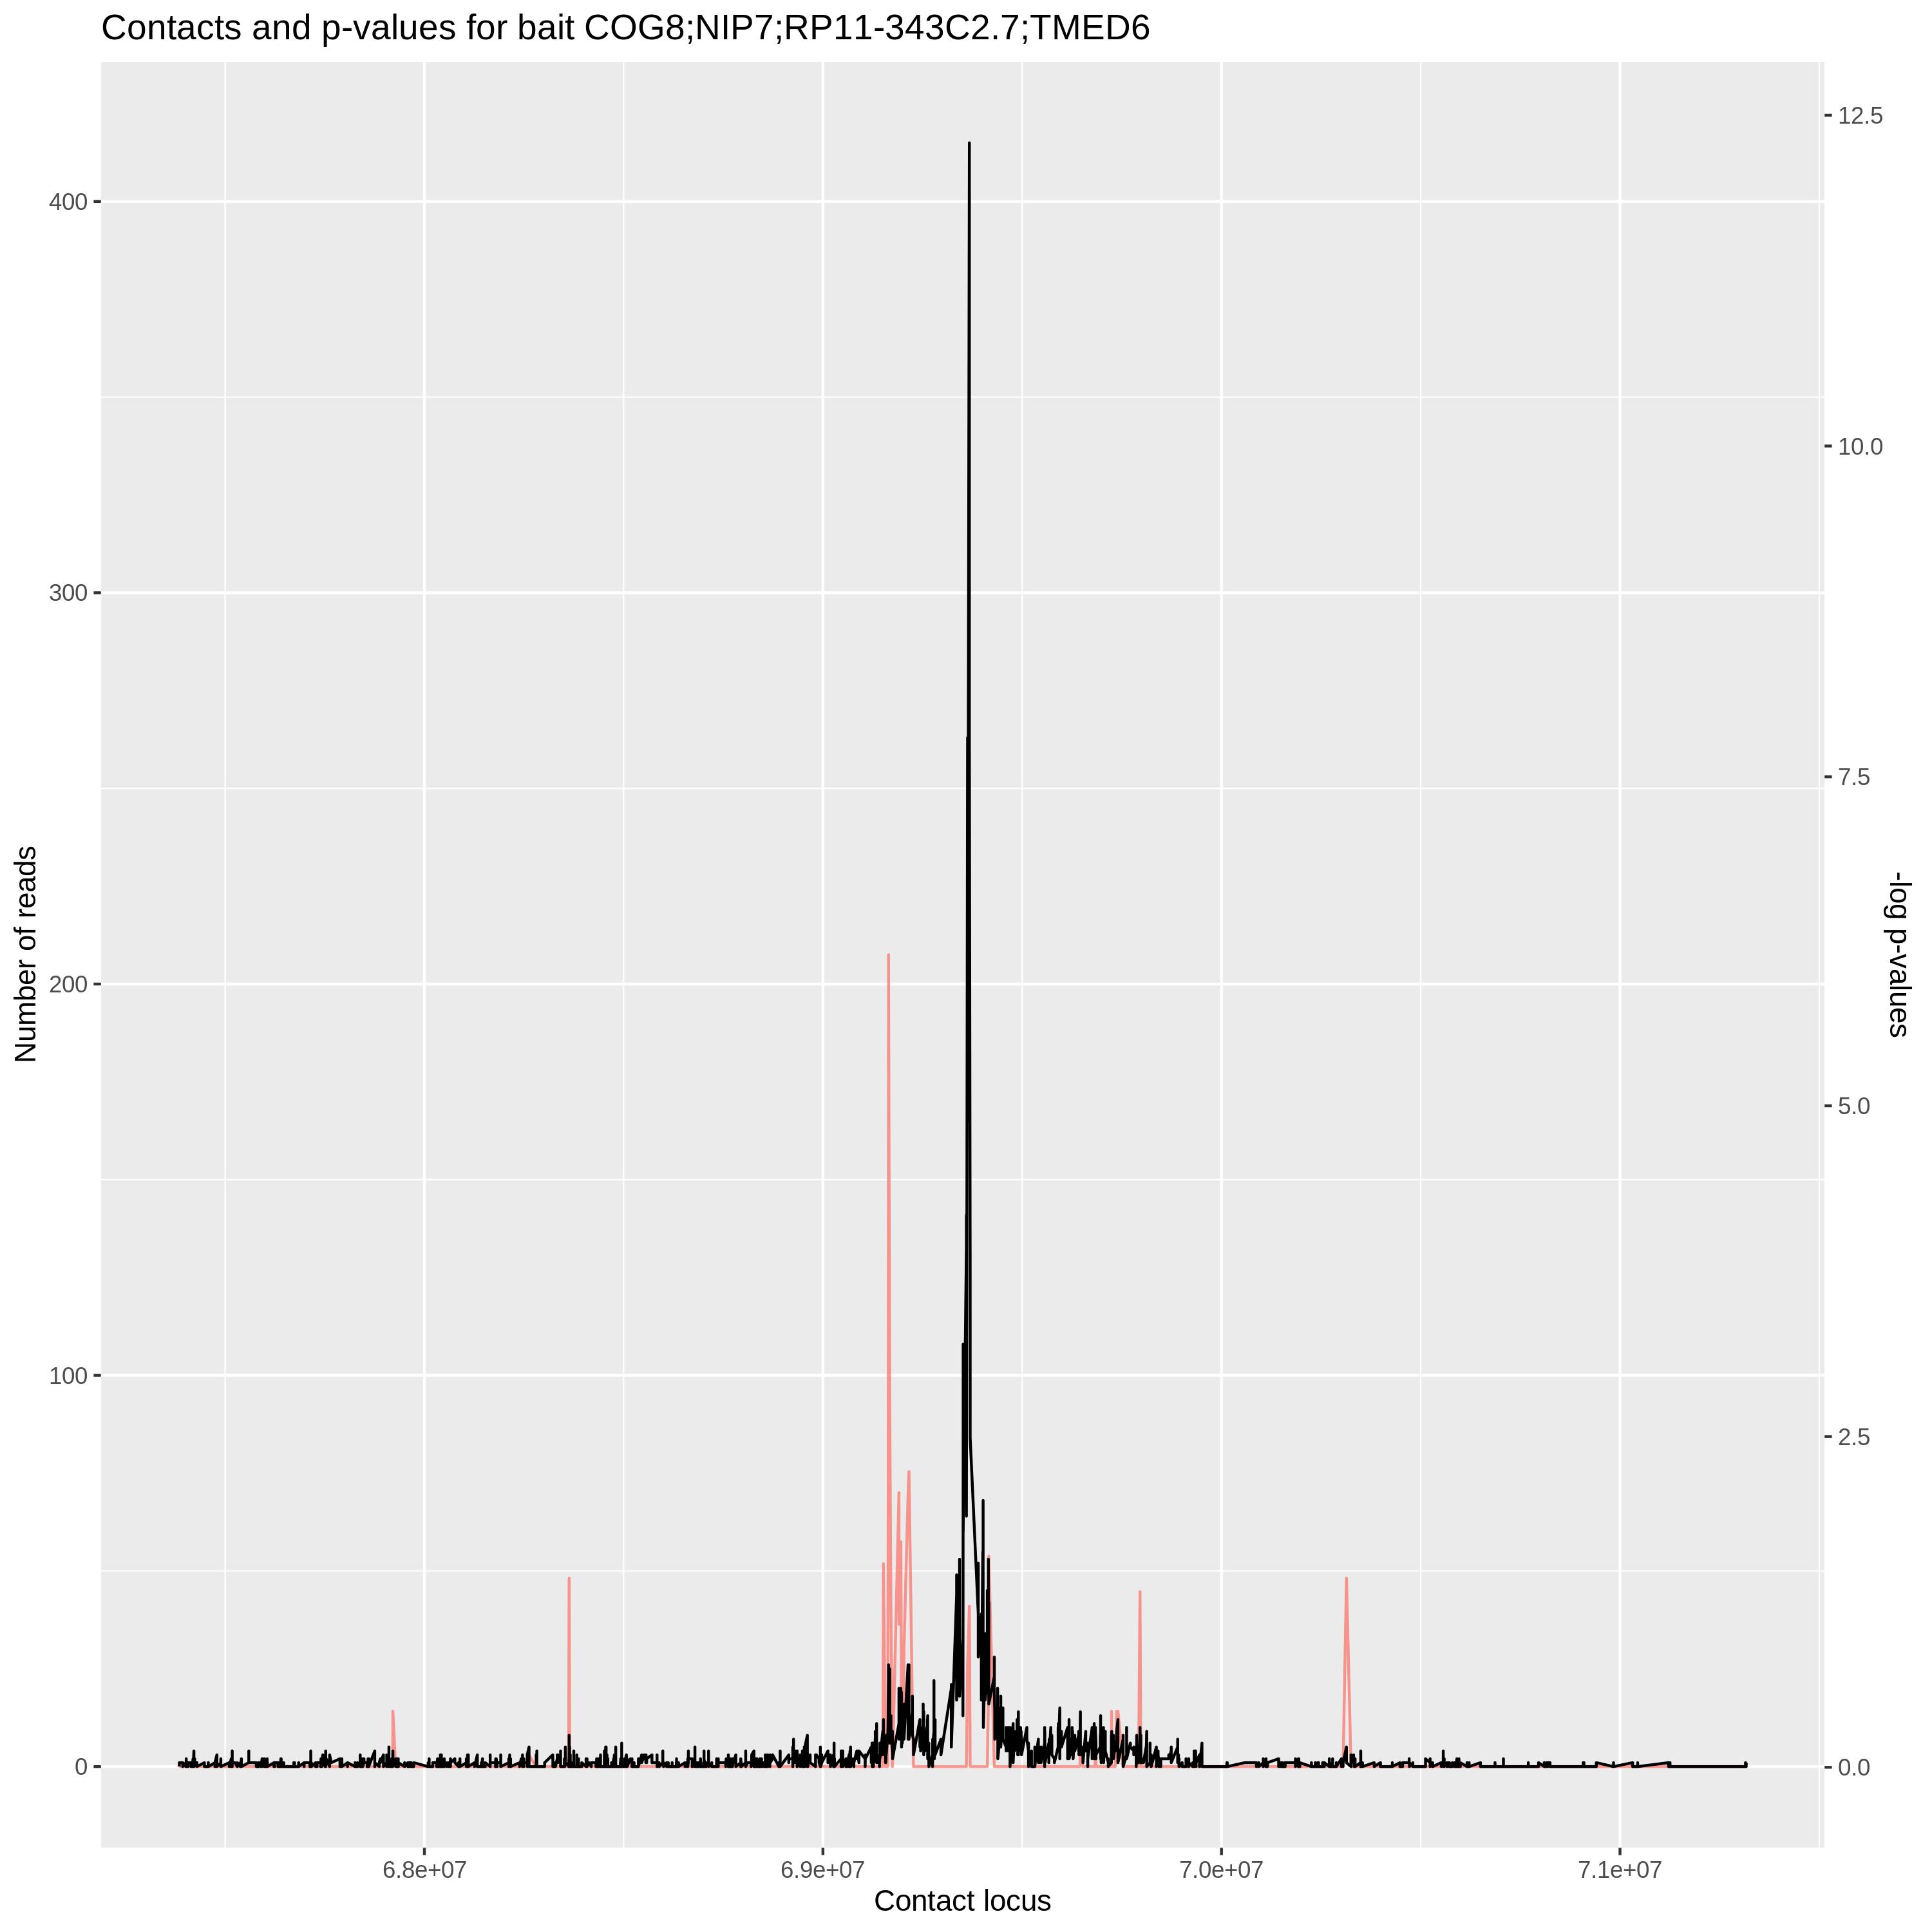 Contacts and p-values for bait COG8;NIP7;RP11-343C2.7;TMED6
12.5
400
10.0
300
7.5
Number of reads
-log p-values
200
5.0
100
2.5
0
0.0
6.8e+07
6.9e+07
7.0e+07
7.1e+07
Contact locus